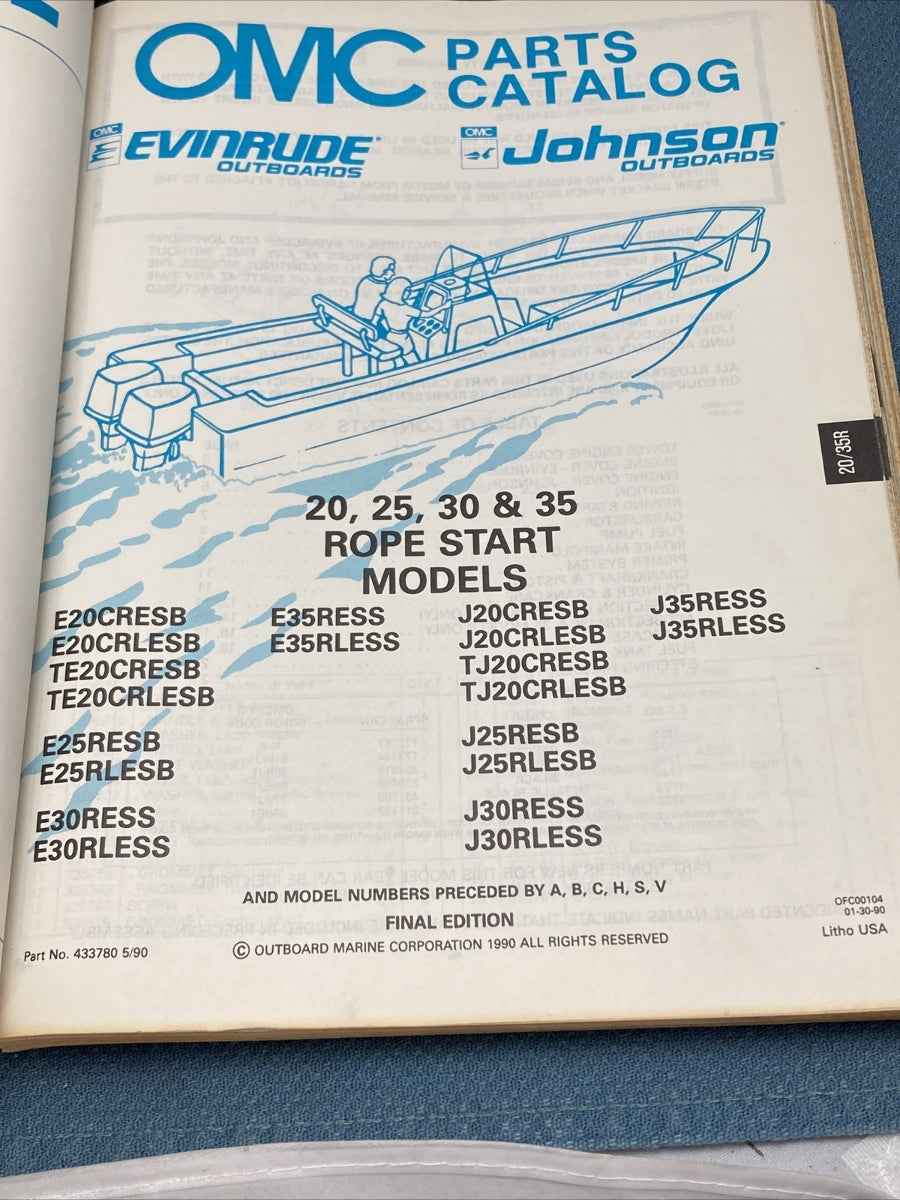 OMC PARTS
CATALOG
OMC EVINRUDE®
OUTBOARDS
OMC Johnson®
OUTBOARDS
20/35R
20, 25, 30 & 35
ROPE START
MODELS
E20CRESB E35RESS J20CRESB J35RESS
E20CRLESB E35RLESS J20CRLESB J35RLESS
TE20CRESB TJ20CRESB
TE20CRLESB TJ20CRLESB
E25RESB J25RESB
E25RLESB J25RLESB
E30RESS J30RESS
E30RLESS J30RLESS
AND MODEL NUMBERS PRECEDED BY A, B, C, H, S, V
FINAL EDITION
© OUTBOARD MARINE CORPORATION 1990 ALL RIGHTS RESERVED
Part No. 433780 5/90
OFC00104
01-30-90
Litho USA